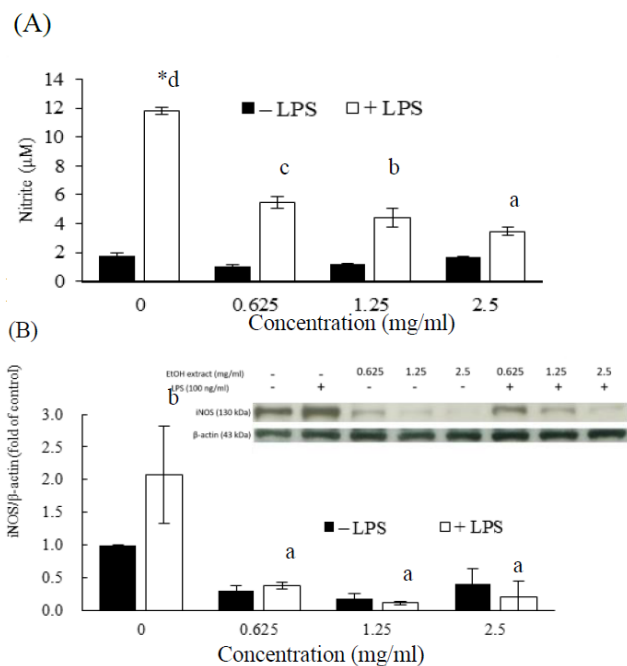 (A)
*d
14
12
10
8
6
4
2
0
Nitrite (µM)
– LPS
+ LPS
c
b
a
0
0.625
1.25
2.5
Concentration (mg/ml)
(B)
EtOH extract (mg/ml) - - 0.625 1.25 2.5 0.625 1.25 2.5
LPS (100 ng/ml) - + - - - + + +
iNOS (130 kDa)
β-actin (43 kDa)
b
3.0
2.5
2.0
1.5
1.0
0.5
0.0
iNOS/β-actin (fold of control)
– LPS
+ LPS
a
a
a
0
0.625
1.25
2.5
Concentration (mg/ml)